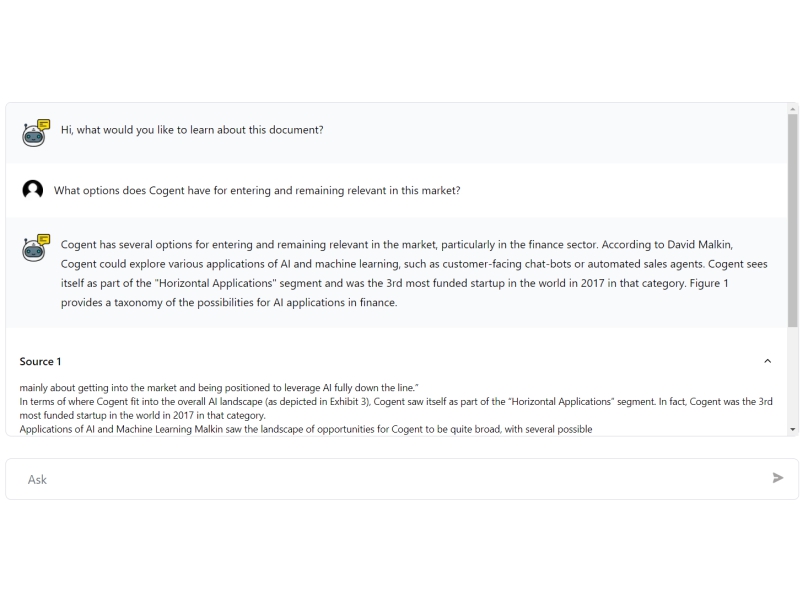 Hi, what would you like to learn about this document?
What options does Cogent have for entering and remaining relevant in this market?
Cogent has several options for entering and remaining relevant in the market, particularly in the finance sector. According to David Malkin,
Cogent could explore various applications of AI and machine learning, such as customer-facing chat-bots or automated sales agents. Cogent sees
itself as part of the "Horizontal Applications" segment and was the 3rd most funded startup in the world in 2017 in that category. Figure 1
provides a taxonomy of the possibilities for AI applications in finance.
Source 1
mainly about getting into the market and being positioned to leverage AI fully down the line.”
In terms of where Cogent fit into the overall AI landscape (as depicted in Exhibit 3), Cogent saw itself as part of the “Horizontal Applications” segment. In fact, Cogent was the 3rd
most funded startup in the world in 2017 in that category.
Applications of AI and Machine Learning Malkin saw the landscape of opportunities for Cogent to be quite broad, with several possible
Ask